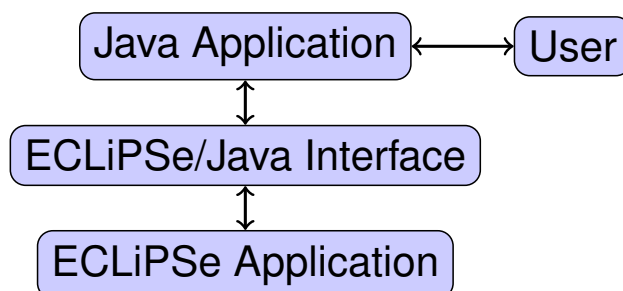 Java Application
User
ECLiPSe/Java Interface
ECLiPSe Application